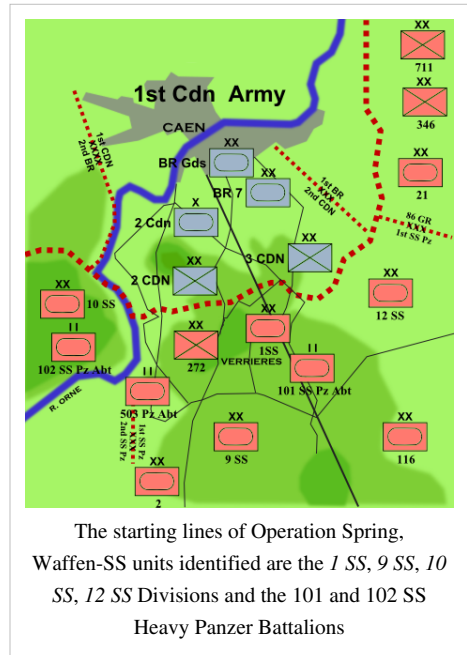 XX
711
1st Cdn Army
XX
346
CAEN
1st CDN
XXXX
2nd BR
XX
BR Gds
XX
BR 7
1st BR
XXX
2nd CDN
XX
21
86 GR
XXX
1st SS Pz
X
2 Cdn
XX
3 CDN
XX
2 CDN
XX
12 SS
XX
10 SS
II
102 SS Pz Abt
XX
272
XX
1SS
VERRIERES
II
101 SS Pz Abt
R. ORNE
II
503 Pz Abt
1st SS Pz
XXX
2nd SS Pz
XX
9 SS
XX
116
XX
2
The starting lines of Operation Spring,
Waffen-SS units identified are the 1 SS, 9 SS, 10
SS, 12 SS Divisions and the 101 and 102 SS
Heavy Panzer Battalions